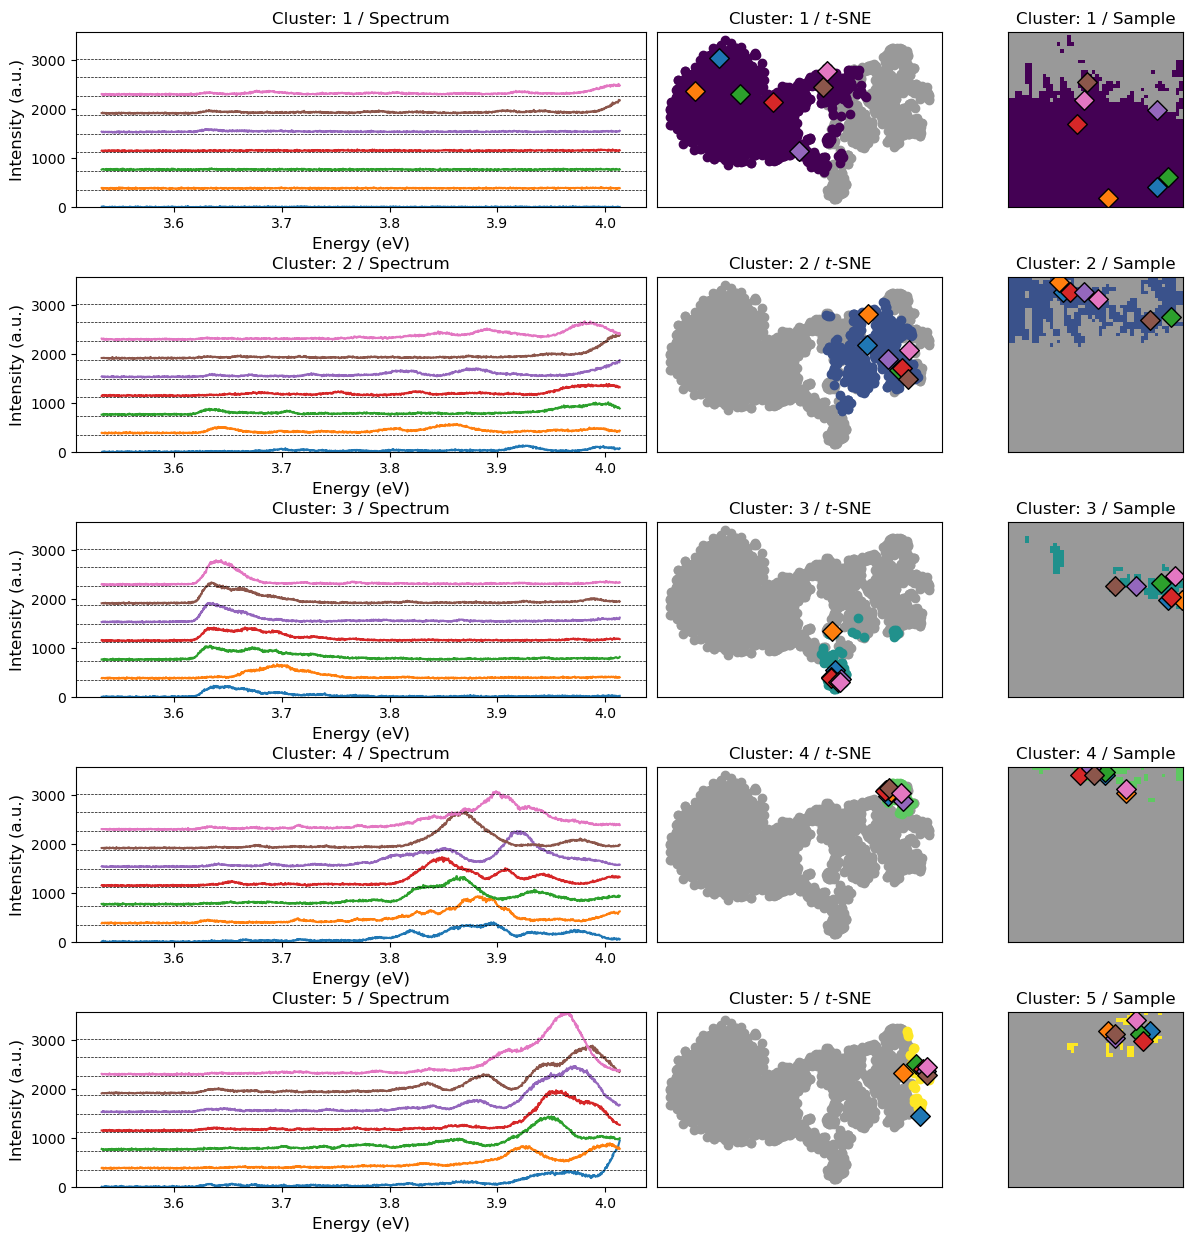 Cluster: 1 / Spectrum
Cluster: 1 / t-SNE
Cluster: 1 / Sample
Intensity (a.u.)
3000
2000
1000
0
3.6 3.7 3.8 3.9 4.0
Energy (eV)
Cluster: 2 / Spectrum
Cluster: 2 / t-SNE
Cluster: 2 / Sample
Intensity (a.u.)
3000
2000
1000
0
3.6 3.7 3.8 3.9 4.0
Energy (eV)
Cluster: 3 / Spectrum
Cluster: 3 / t-SNE
Cluster: 3 / Sample
Intensity (a.u.)
3000
2000
1000
0
3.6 3.7 3.8 3.9 4.0
Energy (eV)
Cluster: 4 / Spectrum
Cluster: 4 / t-SNE
Cluster: 4 / Sample
Intensity (a.u.)
3000
2000
1000
0
3.6 3.7 3.8 3.9 4.0
Energy (eV)
Cluster: 5 / Spectrum
Cluster: 5 / t-SNE
Cluster: 5 / Sample
Intensity (a.u.)
3000
2000
1000
0
3.6 3.7 3.8 3.9 4.0
Energy (eV)